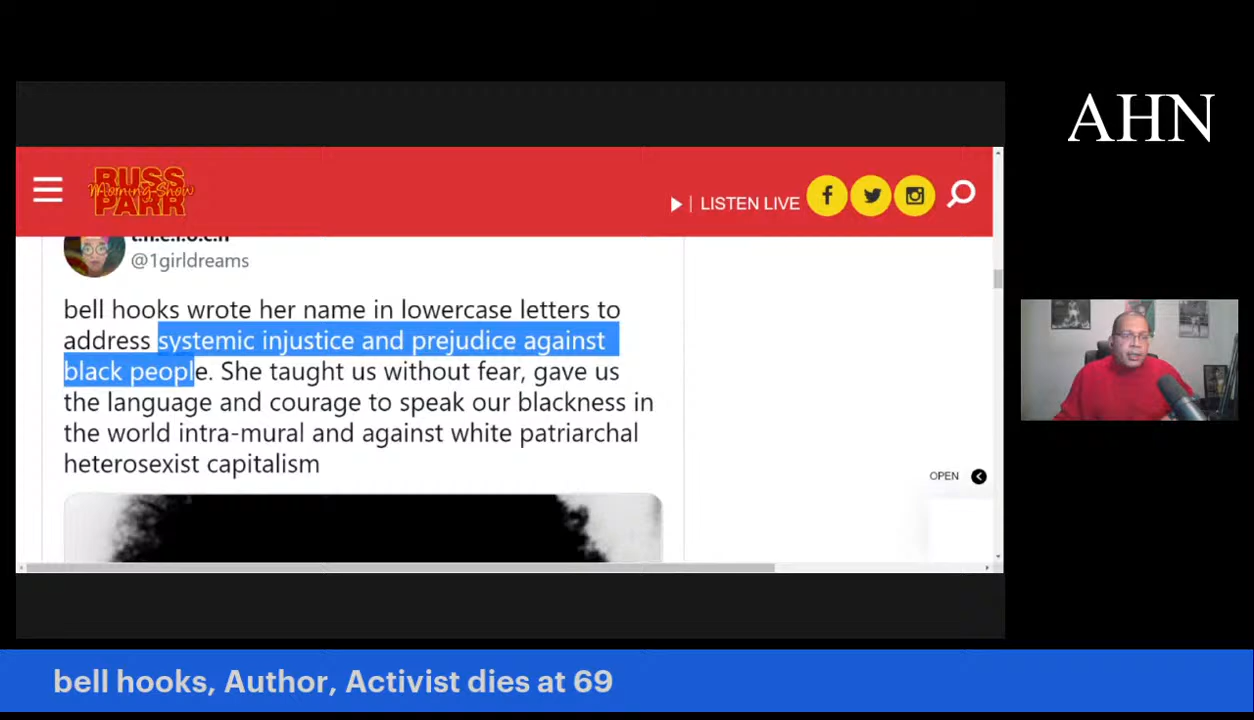 AHN
RUSS
Morning Show
PARR
LISTEN LIVE
@1girldreams
bell hooks wrote her name in lowercase letters to
address systemic injustice and prejudice against
black people. She taught us without fear, gave us
the language and courage to speak our blackness in
the world intra-mural and against white patriarchal
heterosexist capitalism
OPEN
bell hooks, Author, Activist dies at 69